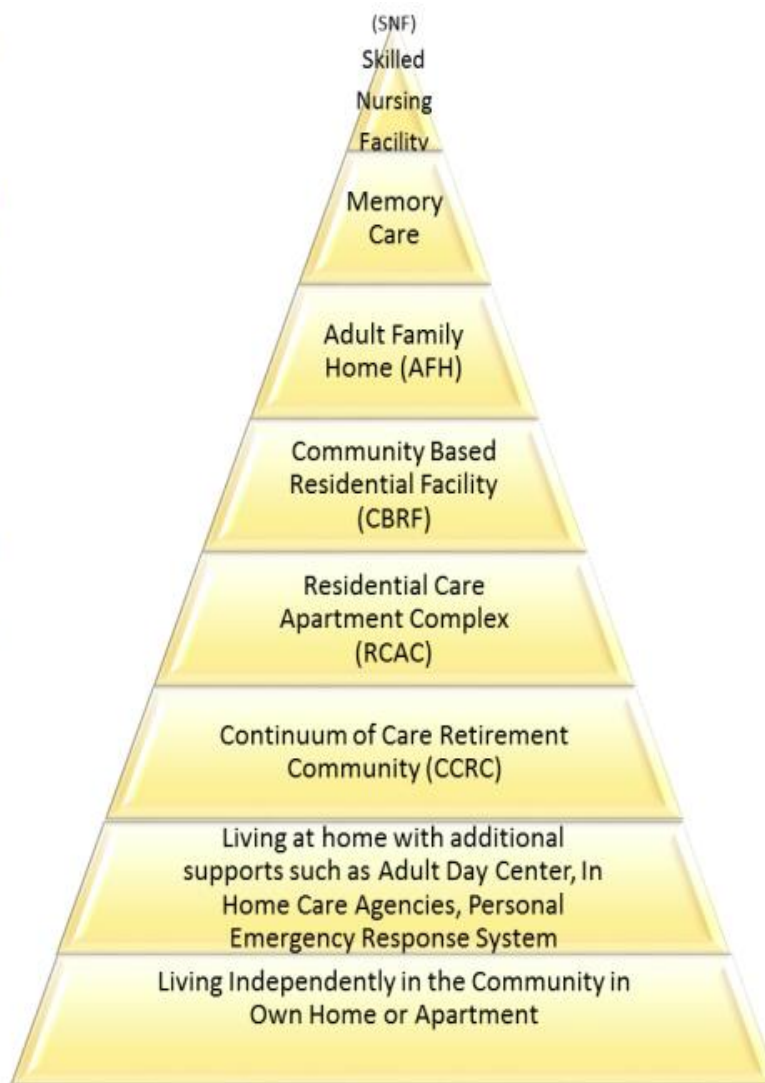 (SNF)
Skilled
Nursing
Facility
Memory
Care
Adult Family
Home (AFH)
Community Based
Residential Facility
(CBRF)
Residential Care
Apartment Complex
(RCAC)
Continuum of Care Retirement
Community (CCRC)
Living at home with additional
supports such as Adult Day Center, In
Home Care Agencies, Personal
Emergency Response System
Living Independently in the Community in
Own Home or Apartment